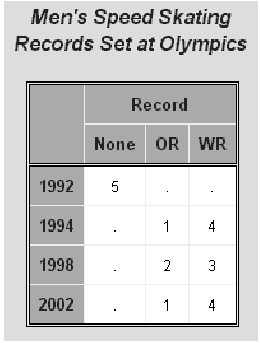 Men's Speed Skating
Records Set at Olympics
Record
None OR WR
1992 5 . .
1994 . 1 4
1998 . 2 3
2002 . 1 4